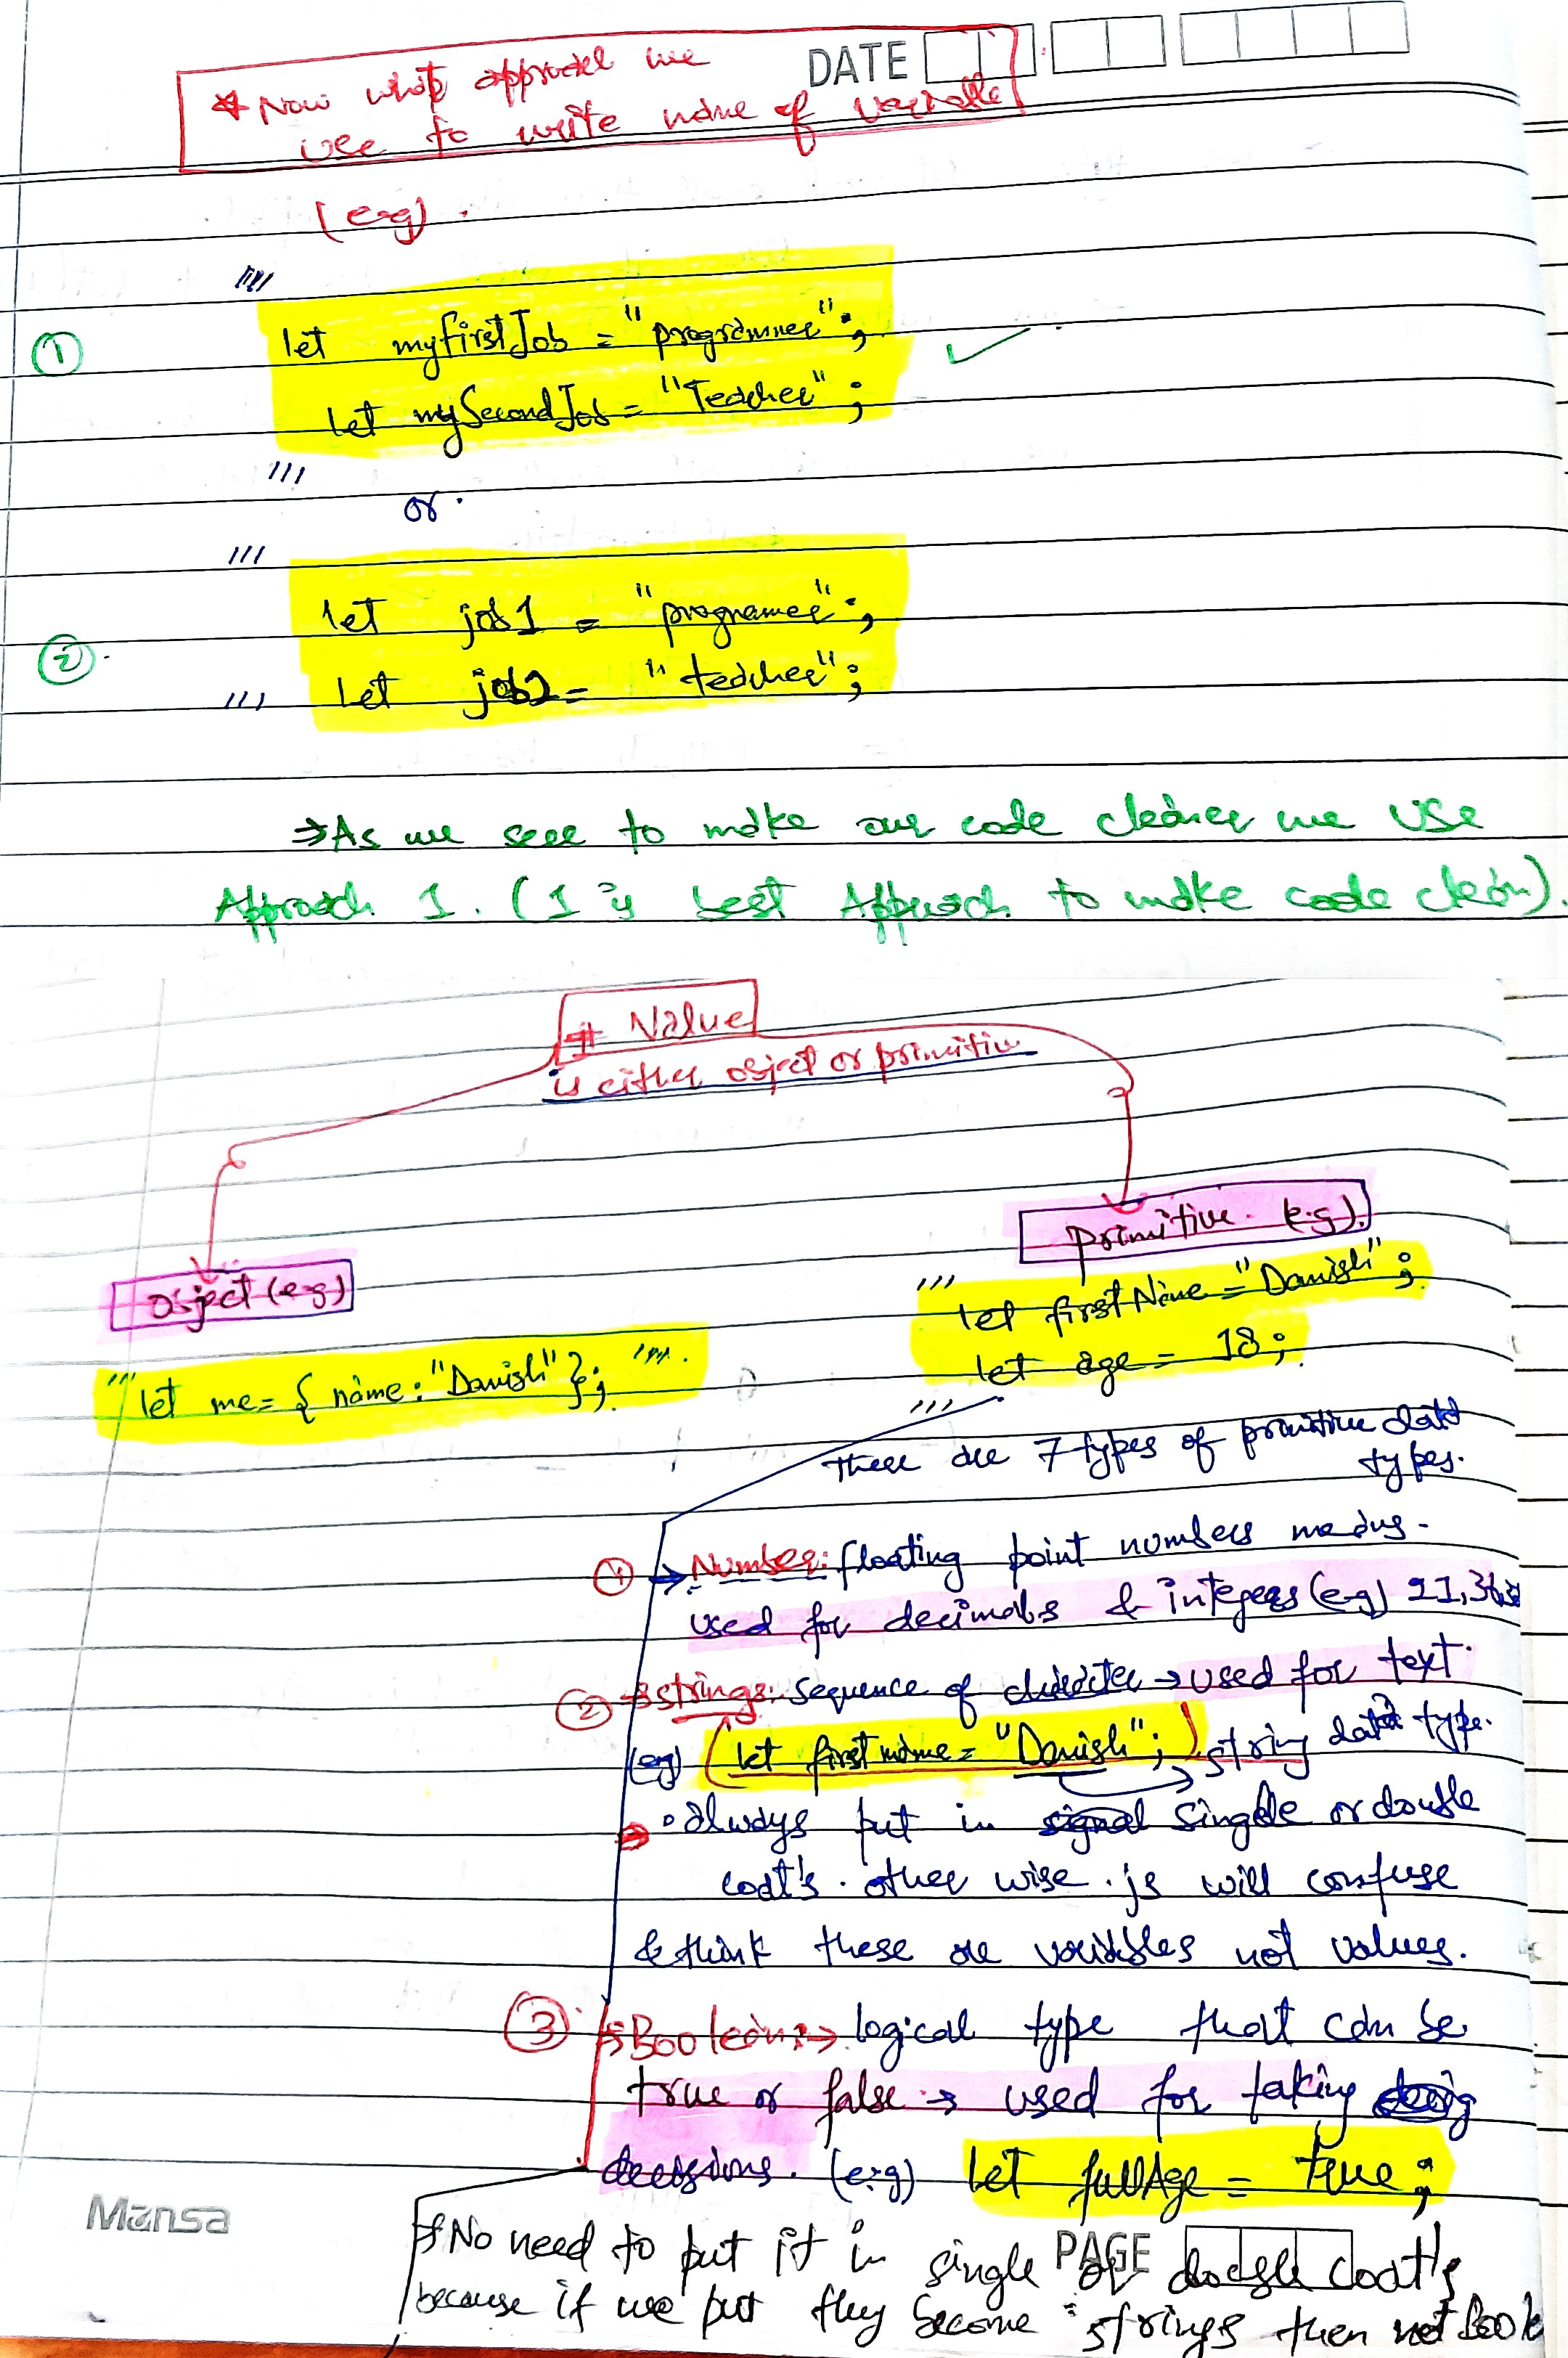 DATE
* Now what approach we
use to write name of variable
(e.g).
""
① let myfirstJob = "programmer";
let mySecondJob = "Teacher";
"'
or.
"'
② let job1 = "programer";
"' let job2 = "teacher";
⇒ As we see to make our code cleaner we use
Approach 1. (1 is best Approach to make code clean).
# Value
is either object or primitive
primitive. (e.g).
object (e.g)
"' let firstName = "Danish";
let age = 18;
"'
"' let me = { name: "Danish" }; "'.
There are 7 types of primitive data
types.
① → Number: floating point numbers means.
used for decimals & integers (e.g) 21,
② → strings: sequence of character → used for text.
(e.g) (let firstname = "Danish";) string data type.
• always put in single or double
coat's. other wise. js will confuse
& think these are variables not values.
③ → Boolean: → logical type that can be
true or false → used for taking
decessions. (e.g) let fullAge = true;
Mansa
→ No need to put it in single or double coat's
PAGE
because if we put they become strings then not Boole